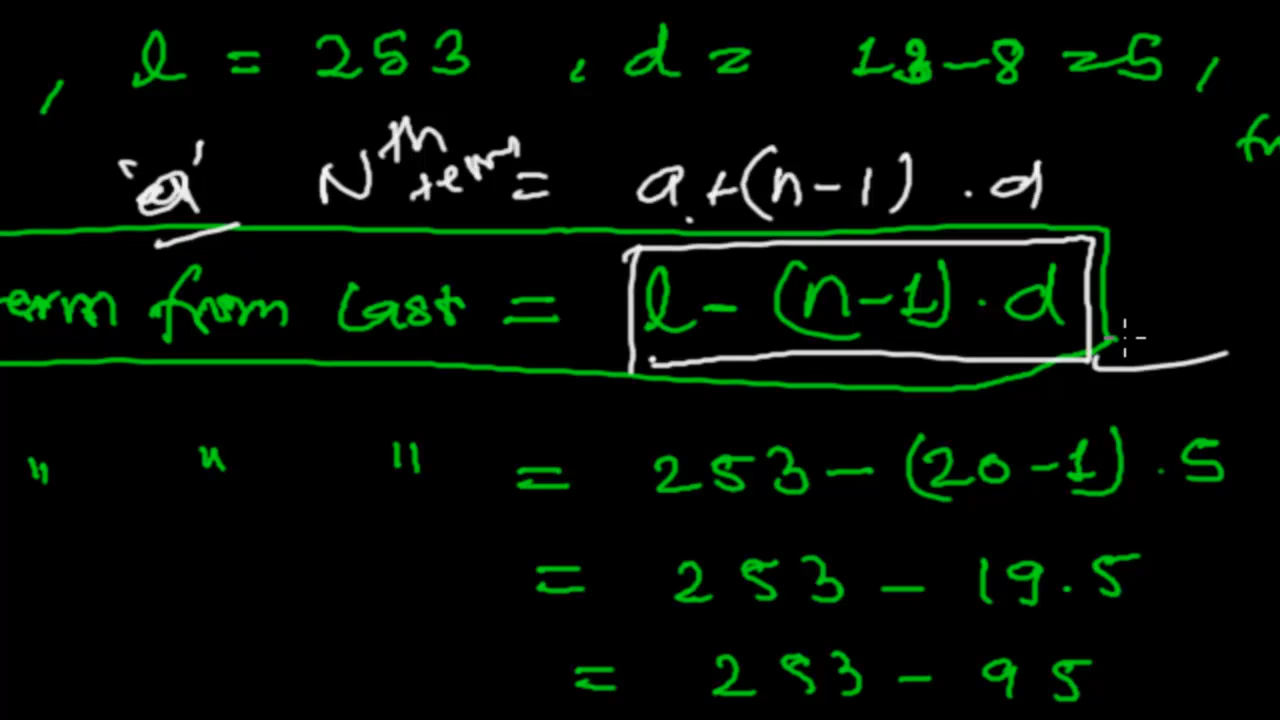 , l = 253 , d = 13-8=5,
'a' Nth term = a+(n-1).d
erm from last = l-(n-1).d
" " " = 253-(20-1).5
= 253-19.5
= 253-95